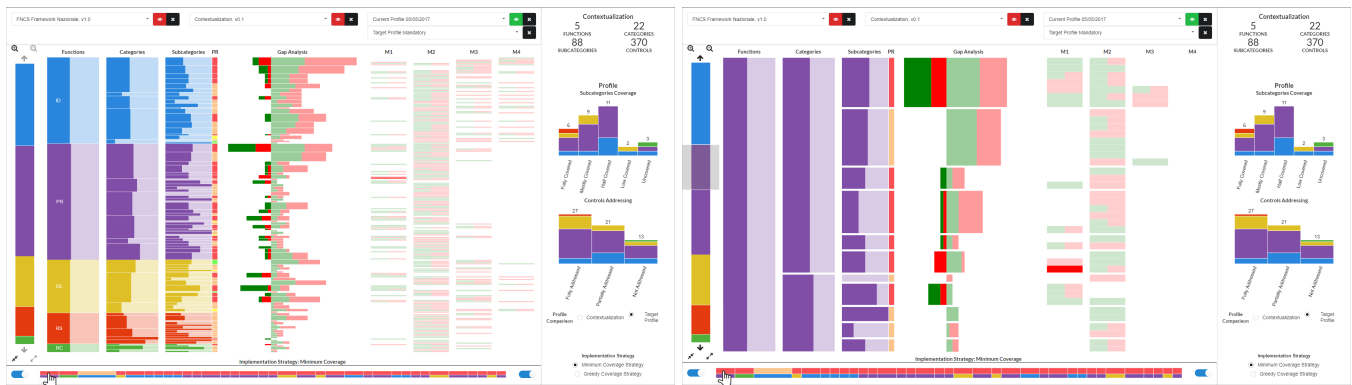 FNCS Framework Nazionale, v1.0
Contextualization, v0.1
Current Profile 05/05/2017
Target Profile Mandatory
Functions
Categories
Subcategories
PR
Gap Analysis
M1
M2
M3
M4
ID
PR
DE
RS
RC
Implementation Strategy: Minimum Coverage
Contextualization
5
FUNCTIONS
22
CATEGORIES
88
SUBCATEGORIES
370
CONTROLS
Profile
Subcategories Coverage
6
9
11
2
3
Fully Covered
Mostly Covered
Half Covered
Low Covered
Uncovered
Controls Addressing
27
21
13
Fully Addressed
Partially Addressed
Not Addressed
Profile
Comparison
Contextualization
Target
Profile
Implementation Strategy
Minimum Coverage Strategy
Greedy Coverage Strategy
FNCS Framework Nazionale, v1.0
Contextualization, v0.1
Current Profile 05/05/2017
Target Profile Mandatory
Functions
Categories
Subcategories
PR
Gap Analysis
M1
M2
M3
M4
Implementation Strategy: Minimum Coverage
Contextualization
5
FUNCTIONS
22
CATEGORIES
88
SUBCATEGORIES
370
CONTROLS
Profile
Subcategories Coverage
6
9
11
2
3
Fully Covered
Mostly Covered
Half Covered
Low Covered
Uncovered
Controls Addressing
27
21
13
Fully Addressed
Partially Addressed
Not Addressed
Profile
Comparison
Contextualization
Target
Profile
Implementation Strategy
Minimum Coverage Strategy
Greedy Coverage Strategy